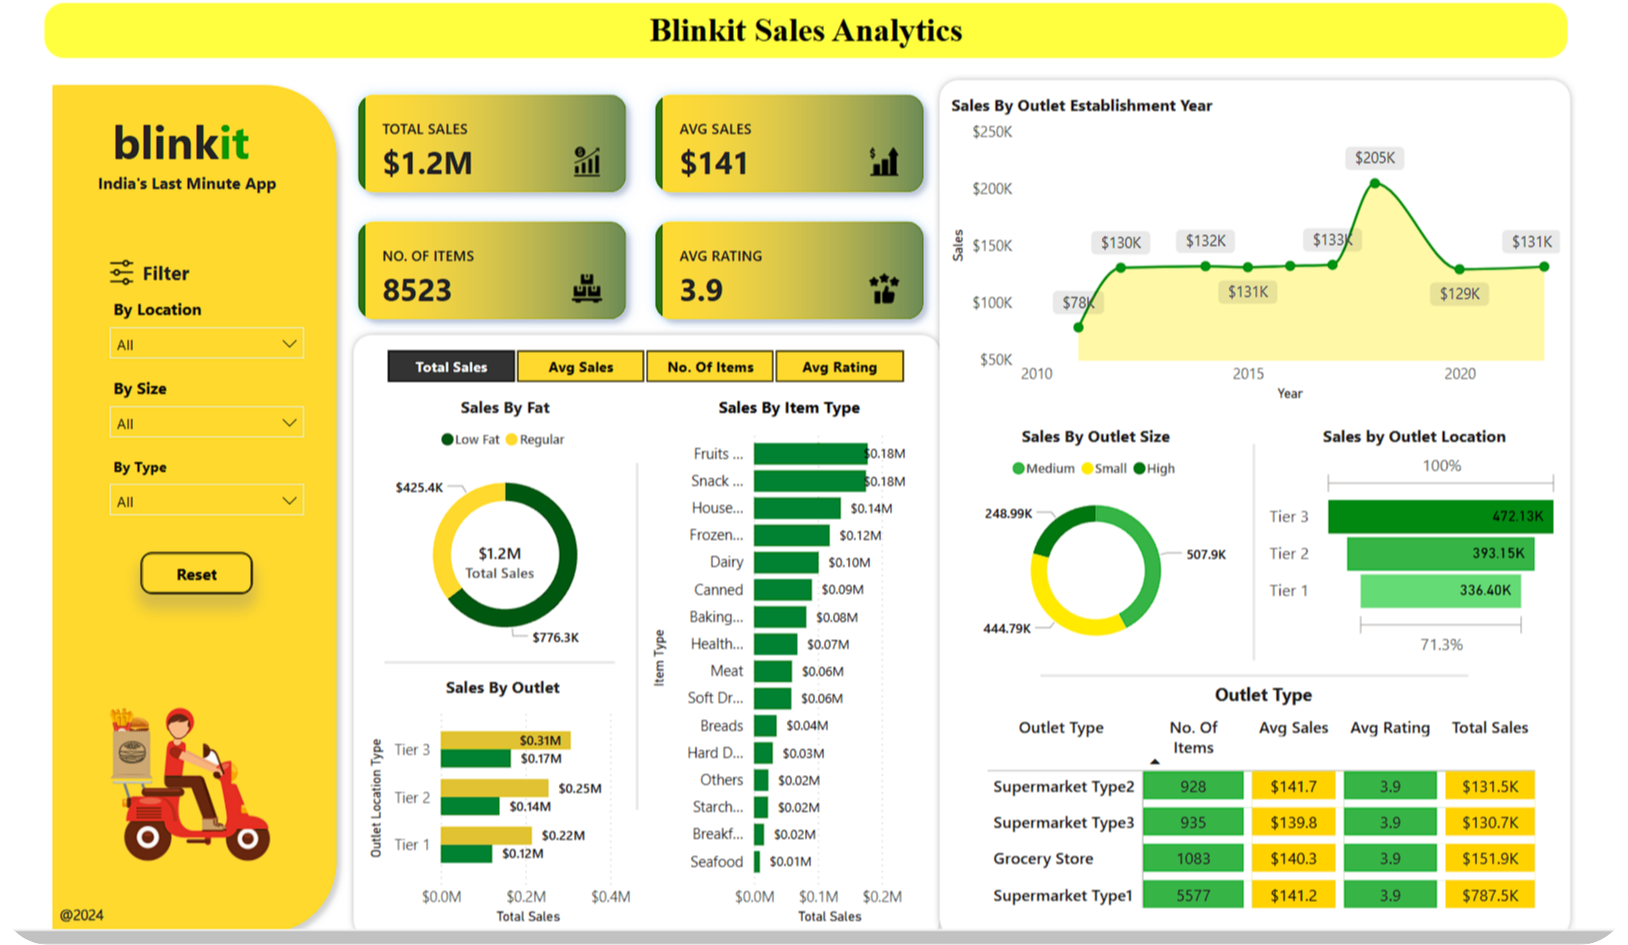 Blinkit Sales Analytics
blinkit
India's Last Minute App
Filter
By Location
All
By Size
All
By Type
All
Reset
@2024
TOTAL SALES
$1.2M
AVG SALES
$141
NO. OF ITEMS
8523
AVG RATING
3.9
Total Sales
Avg Sales
No. Of Items
Avg Rating
Sales By Fat
Low Fat Regular
$425.4K
$1.2M
Total Sales
$776.3K
Sales By Outlet
Outlet Location Type
Tier 3
$0.31M
$0.17M
Tier 2
$0.25M
$0.14M
Tier 1
$0.22M
$0.12M
$0.0M $0.2M $0.4M
Total Sales
Sales By Item Type
Item Type
Fruits ... $0.18M
Snack ... $0.18M
House... $0.14M
Frozen... $0.12M
Dairy $0.10M
Canned $0.09M
Baking... $0.08M
Health... $0.07M
Meat $0.06M
Soft Dr... $0.06M
Breads $0.04M
Hard D... $0.03M
Others $0.02M
Starch... $0.02M
Breakf... $0.02M
Seafood $0.01M
$0.0M $0.1M $0.2M
Total Sales
Sales By Outlet Establishment Year
Sales
$250K
$200K
$150K
$100K
$50K
$78K
$130K
$132K
$131K
$133K
$205K
$129K
$131K
2010 2015 2020
Year
Sales By Outlet Size
Medium Small High
248.99K
507.9K
444.79K
Sales by Outlet Location
100%
Tier 3 472.13K
Tier 2 393.15K
Tier 1 336.40K
71.3%
Outlet Type
Outlet Type No. Of Items Avg Sales Avg Rating Total Sales
Supermarket Type2 928 $141.7 3.9 $131.5K
Supermarket Type3 935 $139.8 3.9 $130.7K
Grocery Store 1083 $140.3 3.9 $151.9K
Supermarket Type1 5577 $141.2 3.9 $787.5K